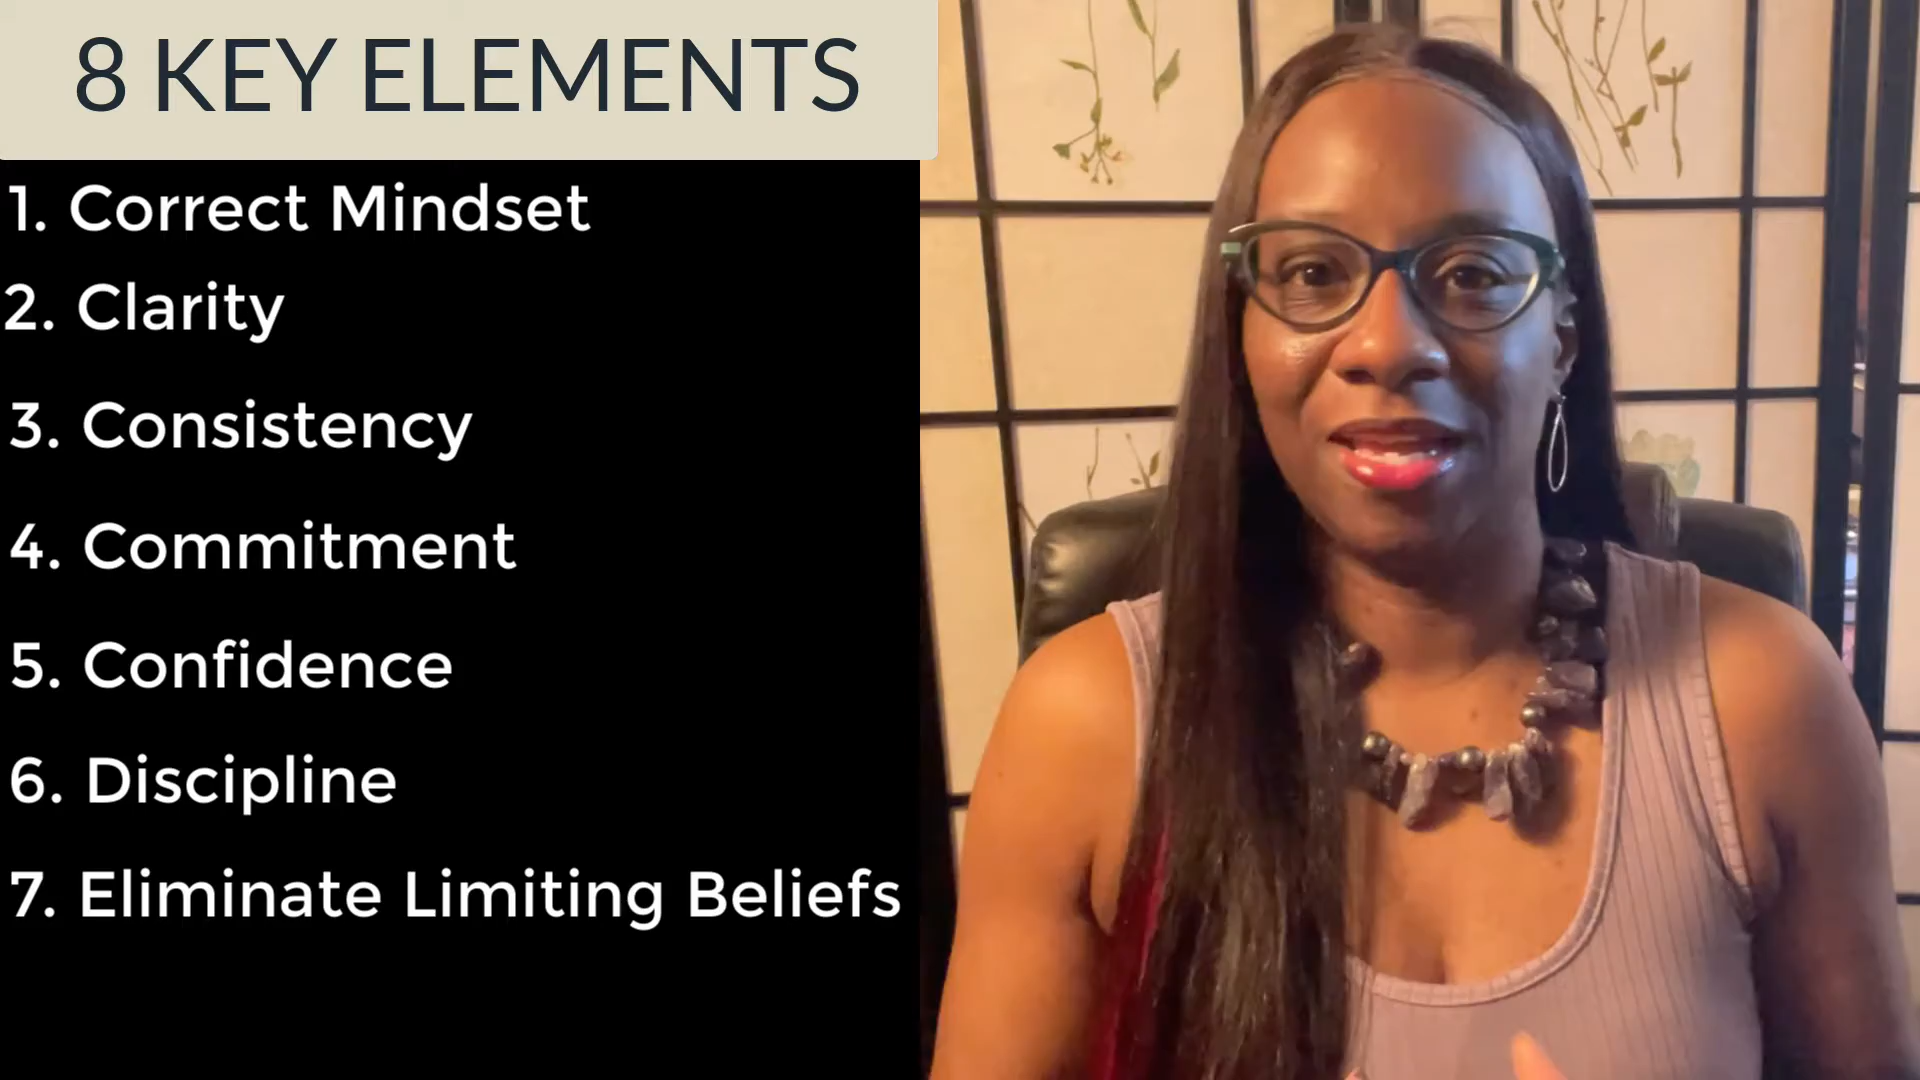 8 KEY ELEMENTS
1. Correct Mindset
2. Clarity
3. Consistency
4. Commitment
5. Confidence
6. Discipline
7. Eliminate Limiting Beliefs